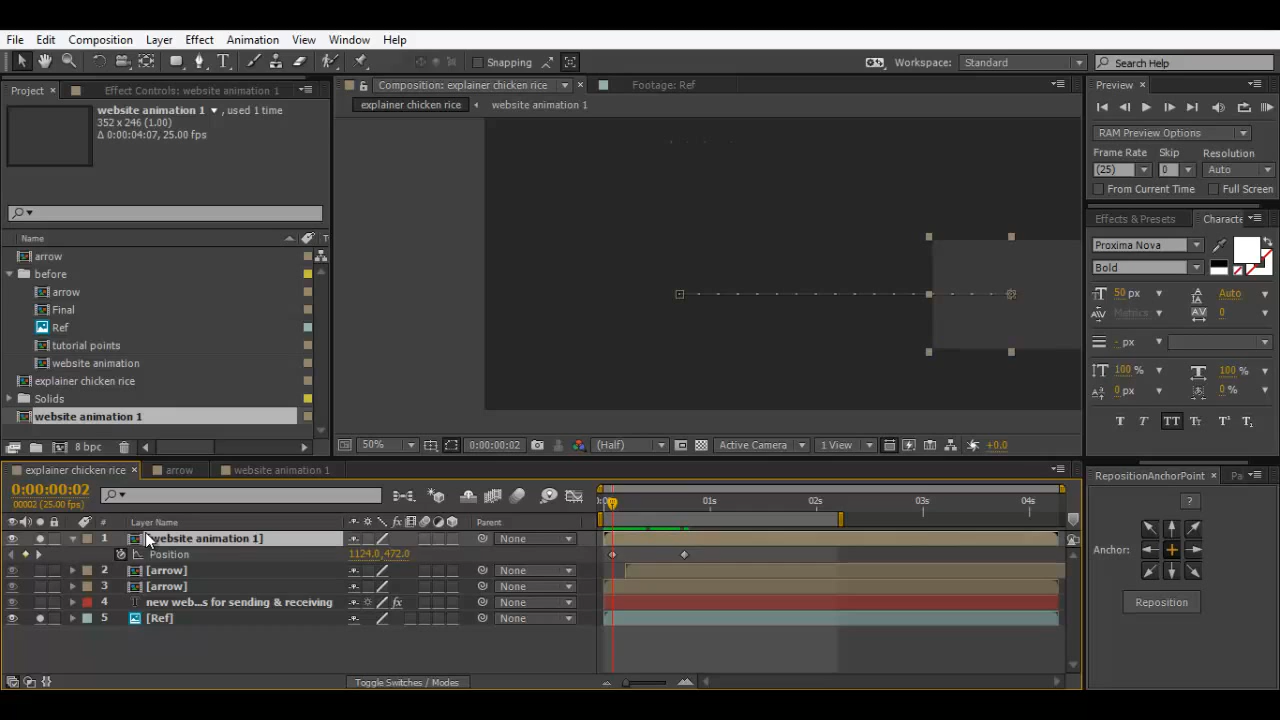 File Edit Composition Layer Effect Animation View Window Help
Snapping
Workspace: Standard
Search Help
Project × Effect Controls: website animation 1
website animation 1 ▼ , used 1 time
352 x 246 (1.00)
Δ 0:00:04:07, 25.00 fps
Name
arrow
before
arrow
Final
Ref
tutorial points
website animation
explainer chicken rice
Solids
website animation 1
8 bpc
Composition: explainer chicken rice
Footage: Ref
explainer chicken rice
website animation 1
50%
0:00:00:02
(Half)
Active Camera
1 View
+0.0
Preview ×
RAM Preview Options
Frame Rate Skip Resolution
(25) 0 Auto
From Current Time Full Screen
Effects & Presets Characte
Proxima Nova
Bold
50 px Auto
Metrics 0
- px
100 % 100 %
0 px 0 %
explainer chicken rice ×
arrow
website animation 1
0:00:00:02
00002 (25.00 fps)
# Layer Name Parent
1 [website animation 1] None
Position 1124.0,472.0
2 [arrow] None
3 [arrow] None
4 new web...s for sending & receiving None
5 [Ref] None
01s 02s 03s 04s
Toggle Switches / Modes
RepositionAnchorPoint × Pa
?
Anchor:
Reposition